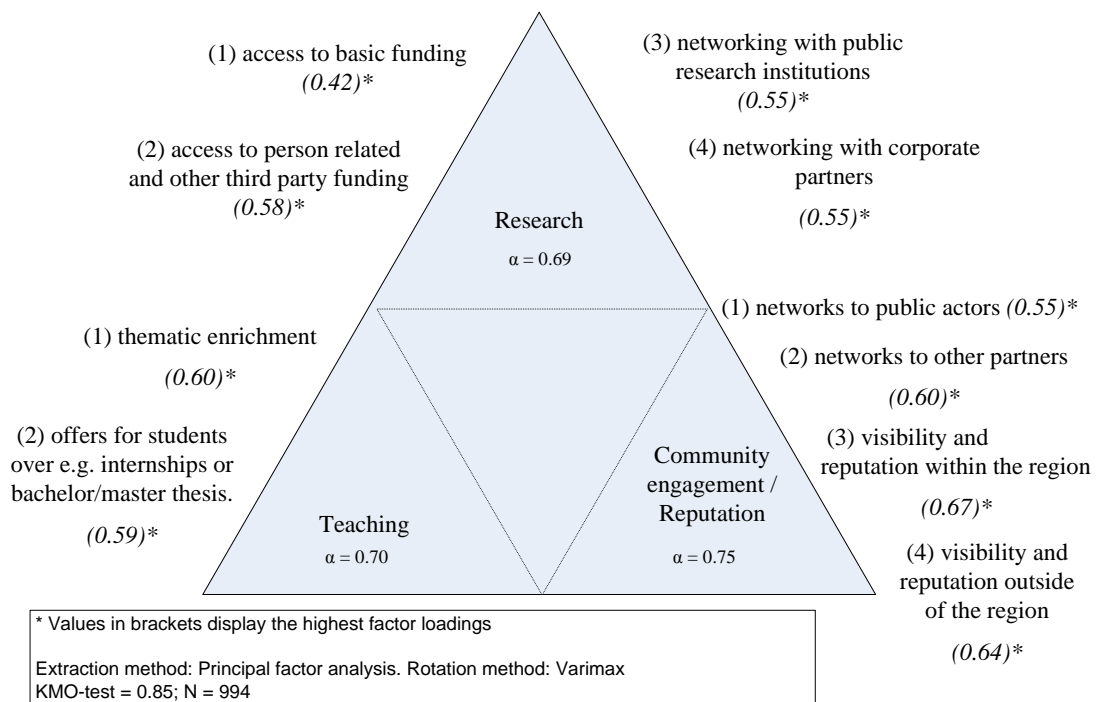 (1) access to basic funding
(0.42)*
(2) access to person related
and other third party funding
(0.58)*
(3) networking with public
research institutions
(0.55)*
(4) networking with corporate
partners
(0.55)*
Research
α = 0.69
(1) thematic enrichment
(0.60)*
(2) offers for students
over e.g. internships or
bachelor/master thesis.
(0.59)*
Teaching
α = 0.70
Community
engagement /
Reputation
α = 0.75
(1) networks to public actors (0.55)*
(2) networks to other partners
(0.60)*
(3) visibility and
reputation within the region
(0.67)*
(4) visibility and
reputation outside
of the region
(0.64)*
* Values in brackets display the highest factor loadings
Extraction method: Principal factor analysis. Rotation method: Varimax
KMO-test = 0.85; N = 994